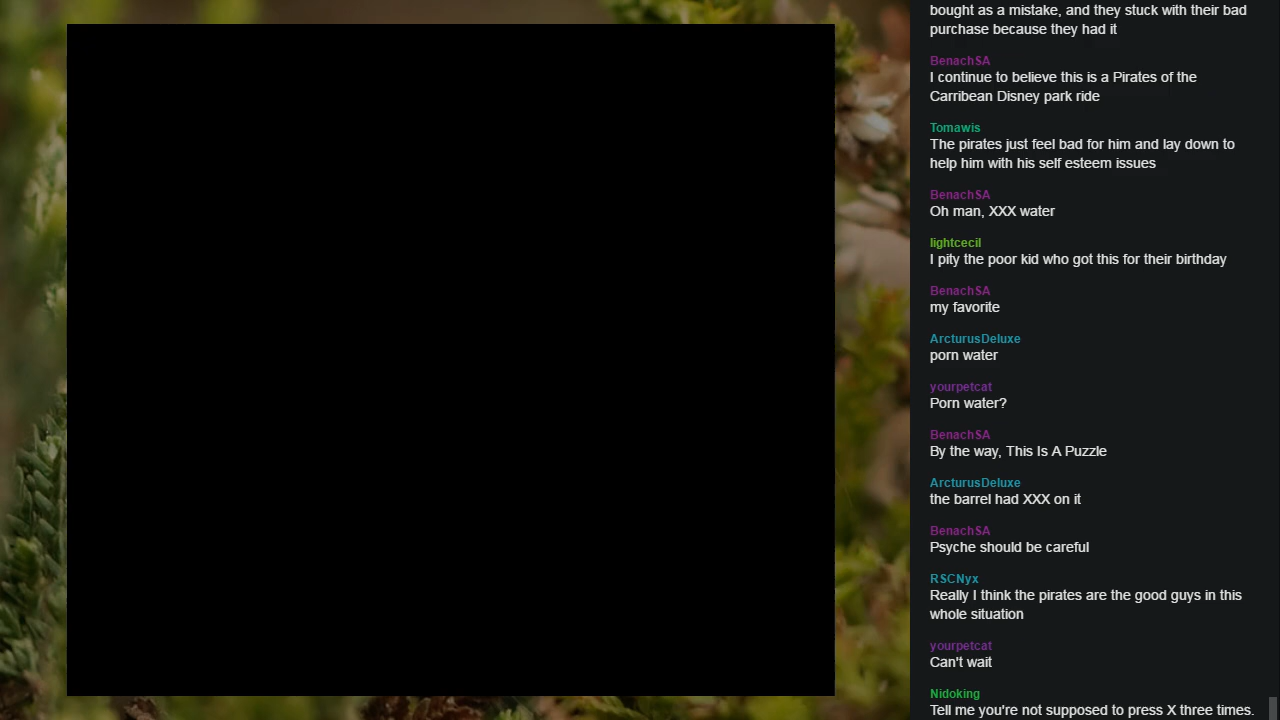 bought as a mistake, and they stuck with their bad
purchase because they had it
BenachSA
I continue to believe this is a Pirates of the
Carribean Disney park ride
Tomawis
The pirates just feel bad for him and lay down to
help him with his self esteem issues
BenachSA
Oh man, XXX water
lightcecil
I pity the poor kid who got this for their birthday
BenachSA
my favorite
ArcturusDeluxe
porn water
yourpetcat
Porn water?
BenachSA
By the way, This Is A Puzzle
ArcturusDeluxe
the barrel had XXX on it
BenachSA
Psyche should be careful
RSCNyx
Really I think the pirates are the good guys in this
whole situation
yourpetcat
Can't wait
Nidoking
Tell me you're not supposed to press X three times.